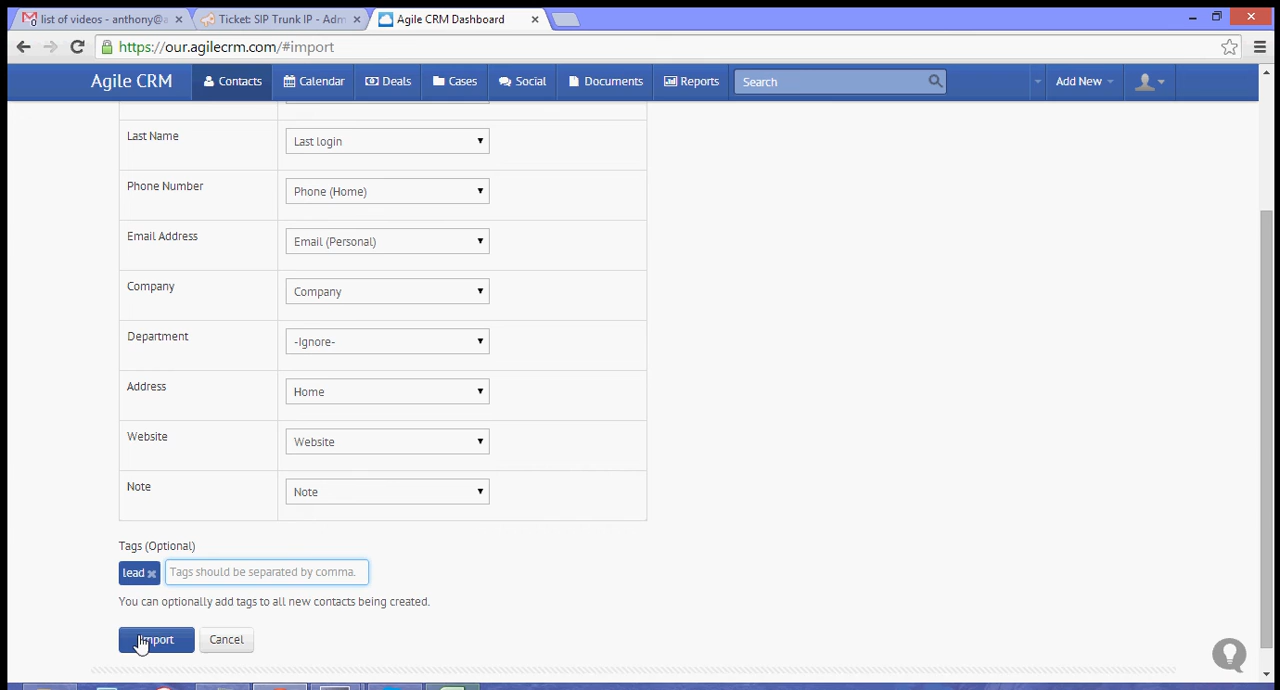 list of videos - anthony@a
Ticket: SIP Trunk IP - Adm
Agile CRM Dashboard
https://our.agilecrm.com/#import
Agile CRM
Contacts
Calendar
Deals
Cases
Social
Documents
Reports
Search
Add New
Last Name
Last login
Phone Number
Phone (Home)
Email Address
Email (Personal)
Company
Company
Department
-Ignore-
Address
Home
Website
Website
Note
Note
Tags (Optional)
lead
Tags should be separated by comma.
You can optionally add tags to all new contacts being created.
Import
Cancel